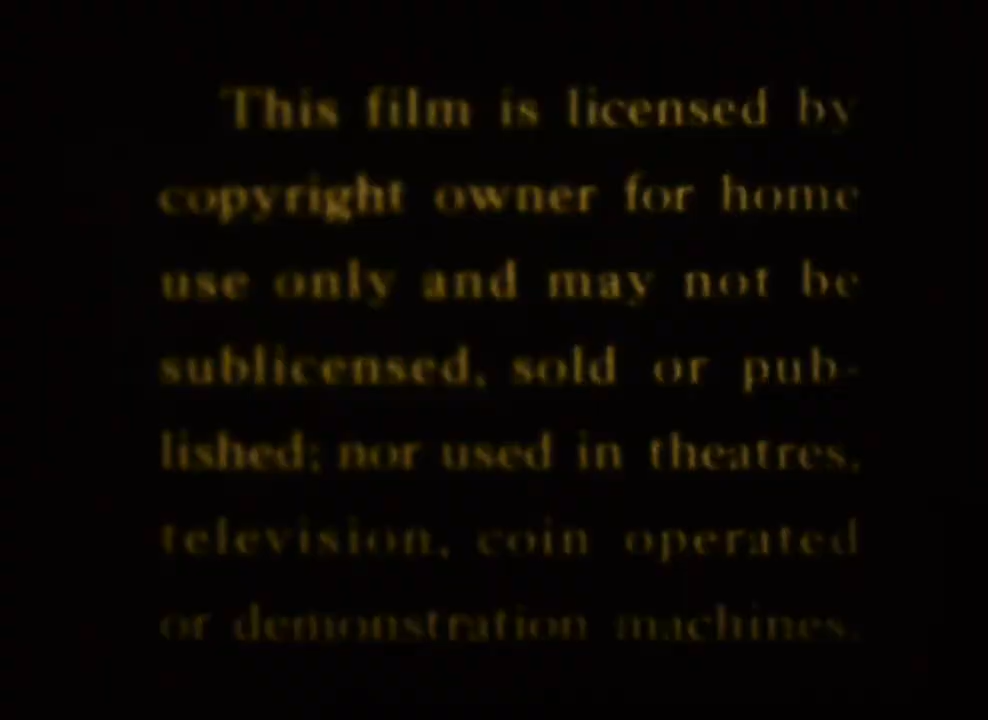 This film is licensed by
copyright owner for home
use only and may not be
sublicensed, sold or pub-
lished; nor used in theatres,
television, coin operated
or demonstration machines.